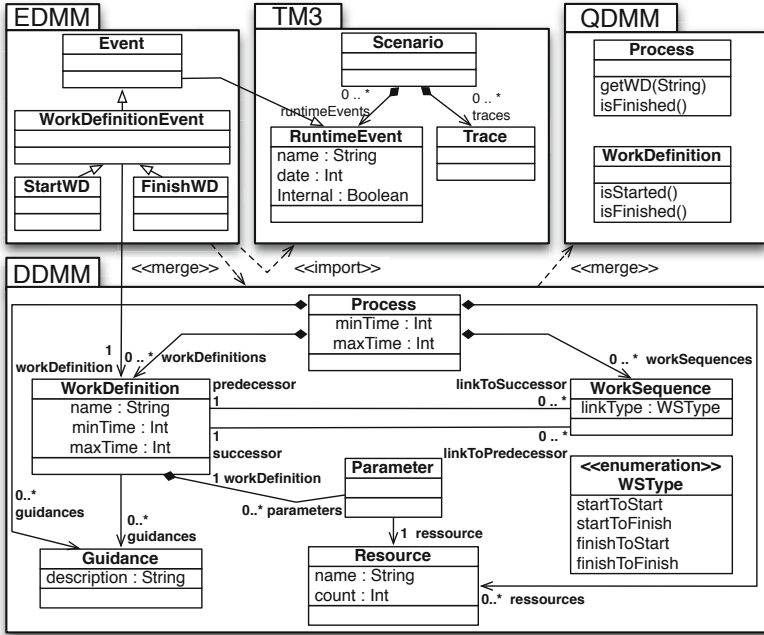 EDMM
Event
WorkDefinitionEvent
StartWD
FinishWD
TM3
Scenario
0 .. *
runtimeEvents
0 .. *
traces
RuntimeEvent
name : String
date : Int
Internal : Boolean
Trace
QDMM
Process
getWD(String)
isFinished()
WorkDefinition
isStarted()
isFinished()
<<merge>>
<<import>>
<<merge>>
DDMM
Process
minTime : Int
maxTime : Int
1
workDefinition
0 .. * workDefinitions
0 .. * workSequences
WorkDefinition
name : String
minTime : Int
maxTime : Int
predecessor
1
linkToSuccessor
0 .. *
1
successor
0 .. *
linkToPredecessor
WorkSequence
linkType : WSType
1 workDefinition
0..* parameters
Parameter
<<enumeration>>
WSType
startToStart
startToFinish
finishToStart
finishToFinish
0..*
guidances
0..*
guidances
1 ressource
Guidance
description : String
Resource
name : String
count : Int
0..* ressources